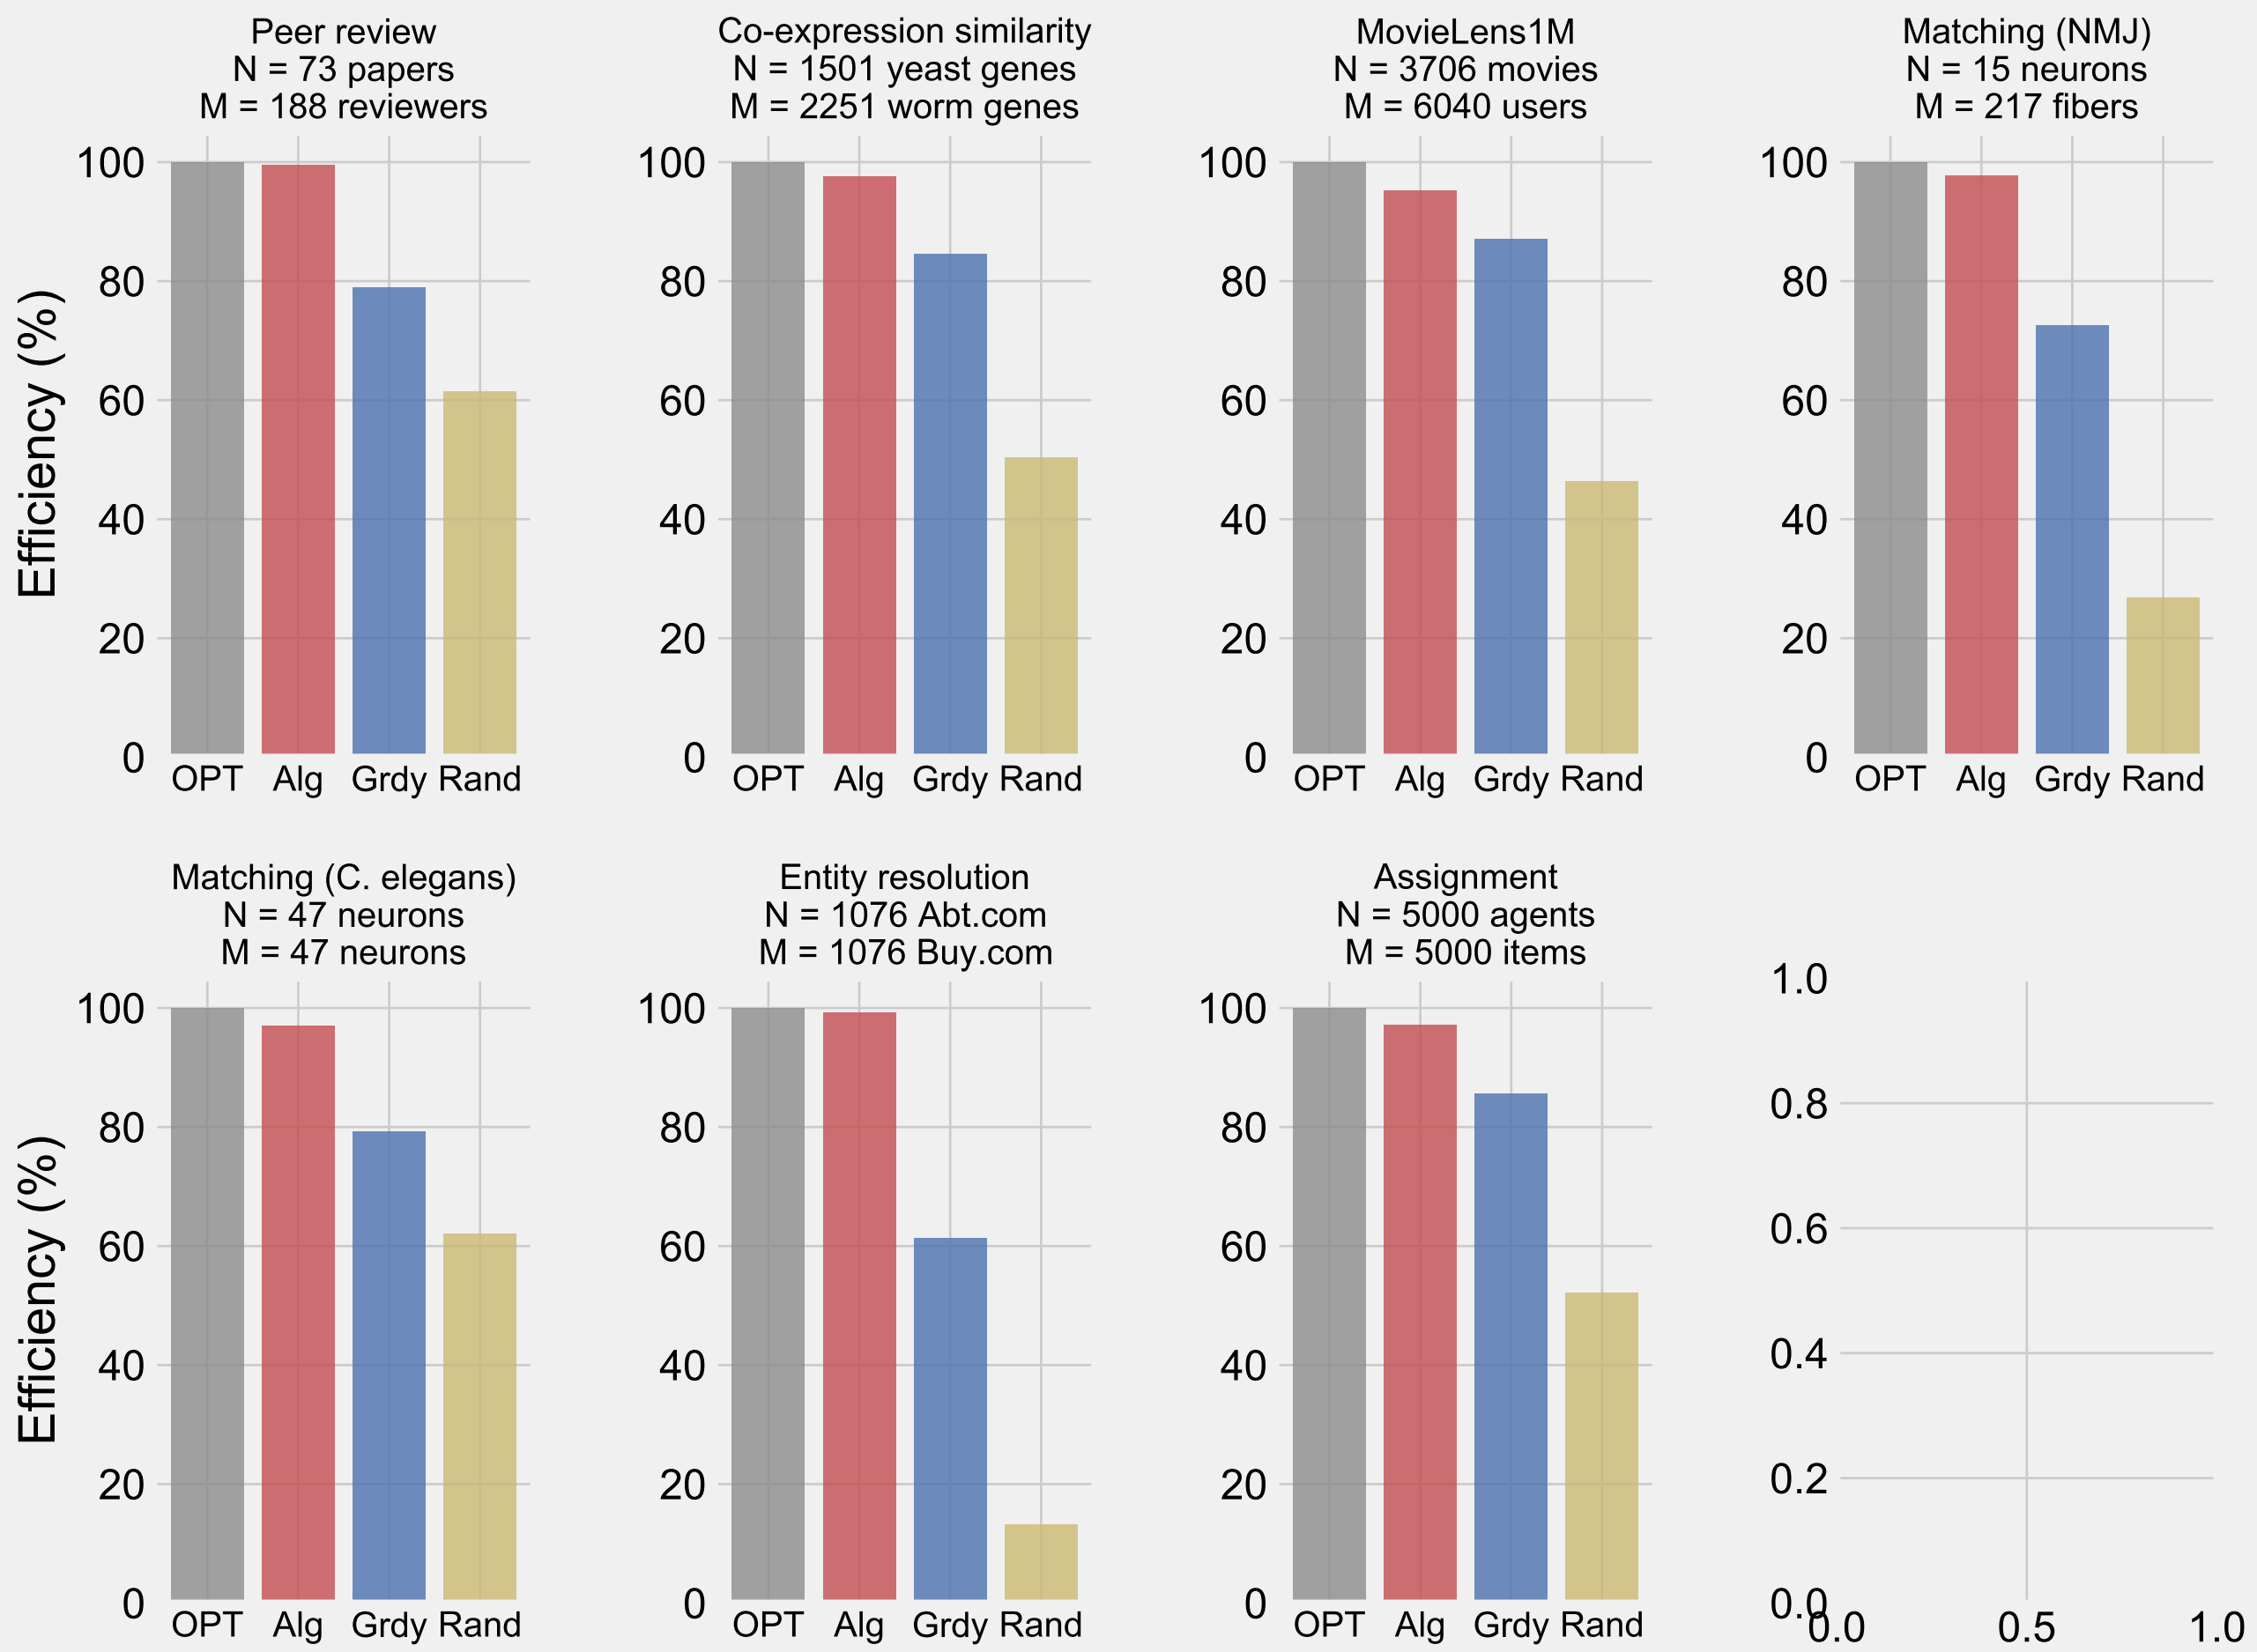 Peer review
N = 73 papers
M = 188 reviewers
Efficiency (%)
100
80
60
40
20
0
OPT Alg Grdy Rand
Co-expression similarity
N = 1501 yeast genes
M = 2251 worm genes
100
80
60
40
20
0
OPT Alg Grdy Rand
MovieLens1M
N = 3706 movies
M = 6040 users
100
80
60
40
20
0
OPT Alg Grdy Rand
Matching (NMJ)
N = 15 neurons
M = 217 fibers
100
80
60
40
20
0
OPT Alg Grdy Rand
Matching (C. elegans)
N = 47 neurons
M = 47 neurons
Efficiency (%)
100
80
60
40
20
0
OPT Alg Grdy Rand
Entity resolution
N = 1076 Abt.com
M = 1076 Buy.com
100
80
60
40
20
0
OPT Alg Grdy Rand
Assignment
N = 5000 agents
M = 5000 items
100
80
60
40
20
0
OPT Alg Grdy Rand
1.0
0.8
0.6
0.4
0.2
0.0
0.0 0.5 1.0